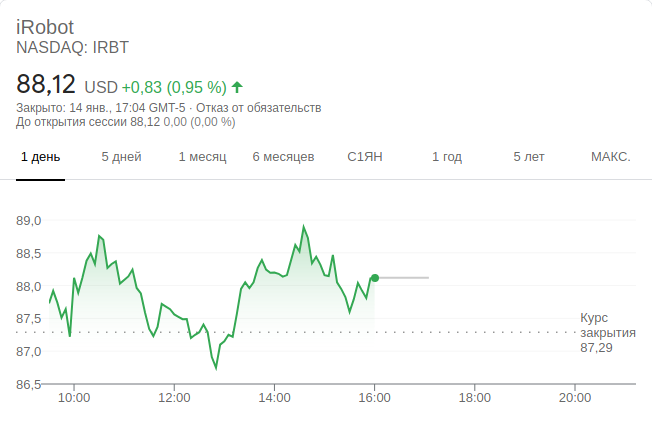 iRobot
NASDAQ: IRBT
88,12 USD +0,83 (0,95 %)
Закрыто: 14 янв., 17:04 GMT-5 · Отказ от обязательств
До открытия сессии 88,12 0,00 (0,00 %)
1 день 5 дней 1 месяц 6 месяцев С1ЯН 1 год 5 лет МАКС.
89,0
88,5
88,0
87,5
87,0
86,5
Курс
закрытия
87,29
10:00 12:00 14:00 16:00 18:00 20:00